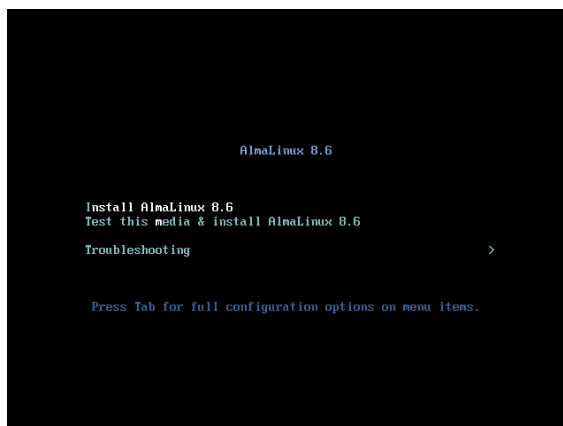 AlmaLinux 8.6
Install AlmaLinux 8.6
Test this media & install AlmaLinux 8.6
Troubleshooting >
Press Tab for full configuration options on menu items.